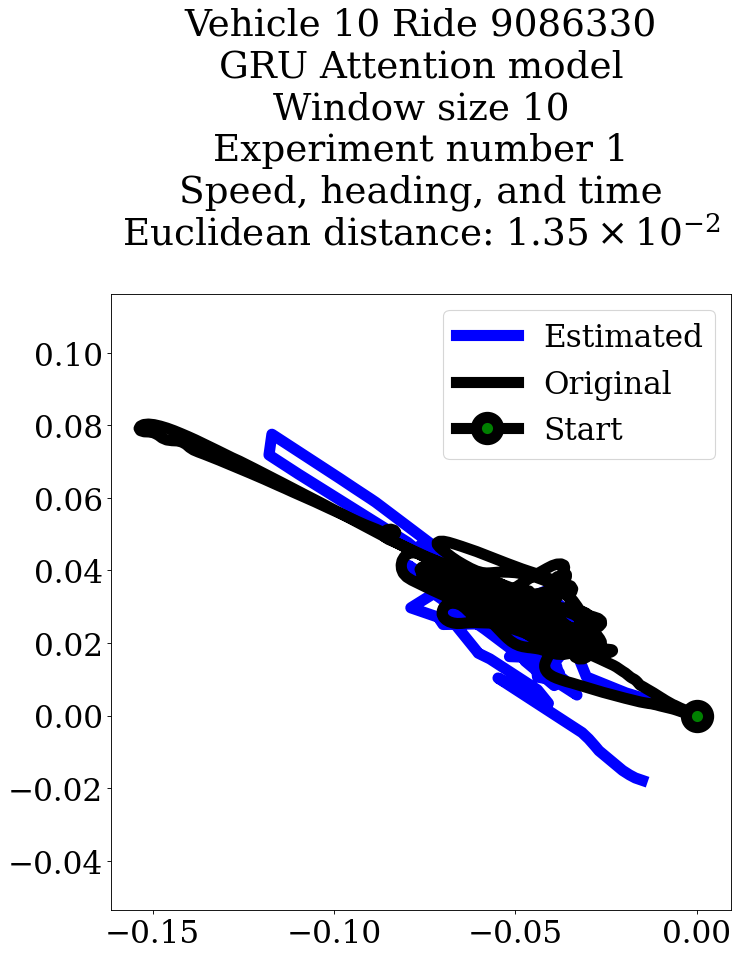 Vehicle 10 Ride 9086330
GRU Attention model
Window size 10
Experiment number 1
Speed, heading, and time
Euclidean distance: 1.35 × 10⁻²
Estimated
Original
Start
0.10
0.08
0.06
0.04
0.02
0.00
−0.02
−0.04
−0.15
−0.10
−0.05
0.00